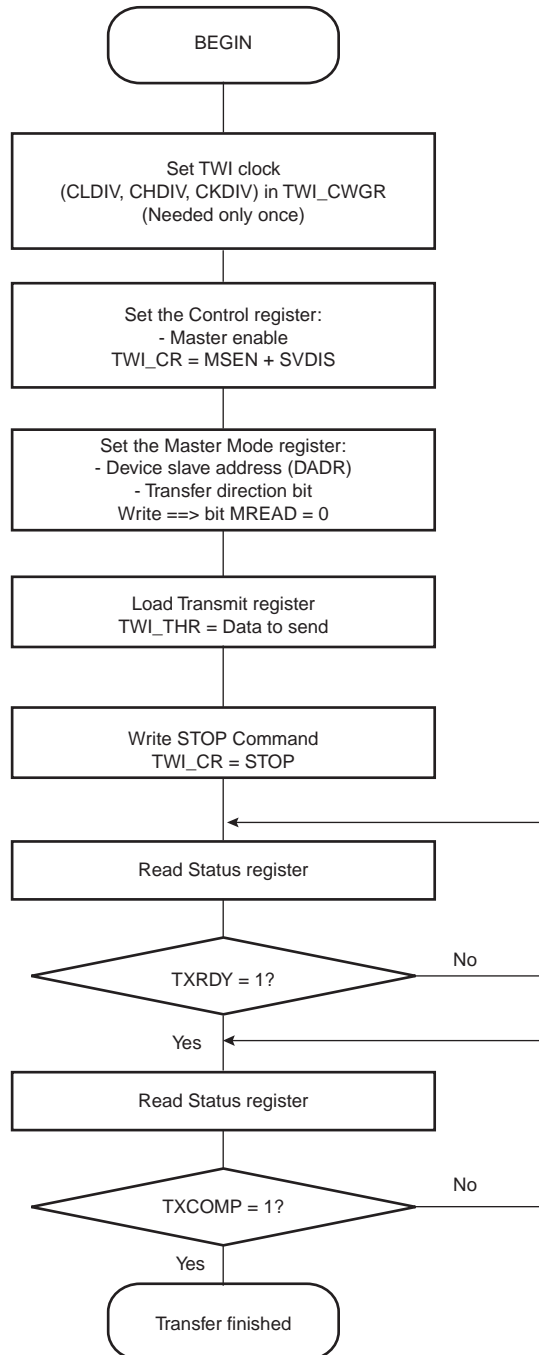 BEGIN
Set TWI clock
(CLDIV, CHDIV, CKDIV) in TWI_CWGR
(Needed only once)
Set the Control register:
- Master enable
TWI_CR = MSEN + SVDIS
Set the Master Mode register:
- Device slave address (DADR)
- Transfer direction bit
Write ==> bit MREAD = 0
Load Transmit register
TWI_THR = Data to send
Write STOP Command
TWI_CR = STOP
Read Status register
TXRDY = 1?
No
Yes
Read Status register
TXCOMP = 1?
No
Yes
Transfer finished